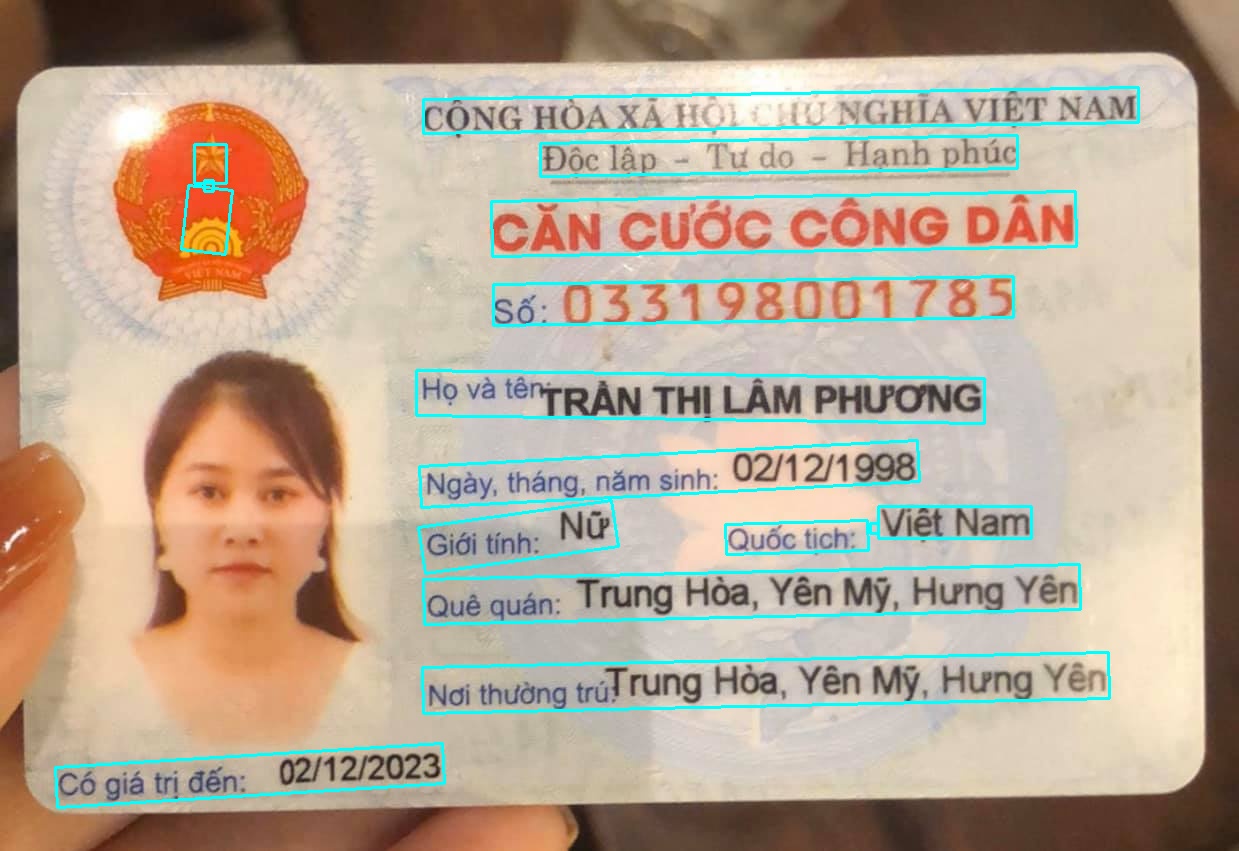 CỘNG HÒA XÃ HỘI CHỦ NGHĨA VIỆT NAM
Độc lập - Tự do - Hạnh phúc
CĂN CƯỚC CÔNG DÂN
Số: 033198001785
VIỆT NAM
Họ và tên: TRẦN THỊ LÂM PHƯƠNG
Ngày, tháng, năm sinh: 02/12/1998
Giới tính: Nữ Quốc tịch: Việt Nam
Quê quán: Trung Hòa, Yên Mỹ, Hưng Yên
Nơi thường trú: Trung Hòa, Yên Mỹ, Hưng Yên
Có giá trị đến: 02/12/2023